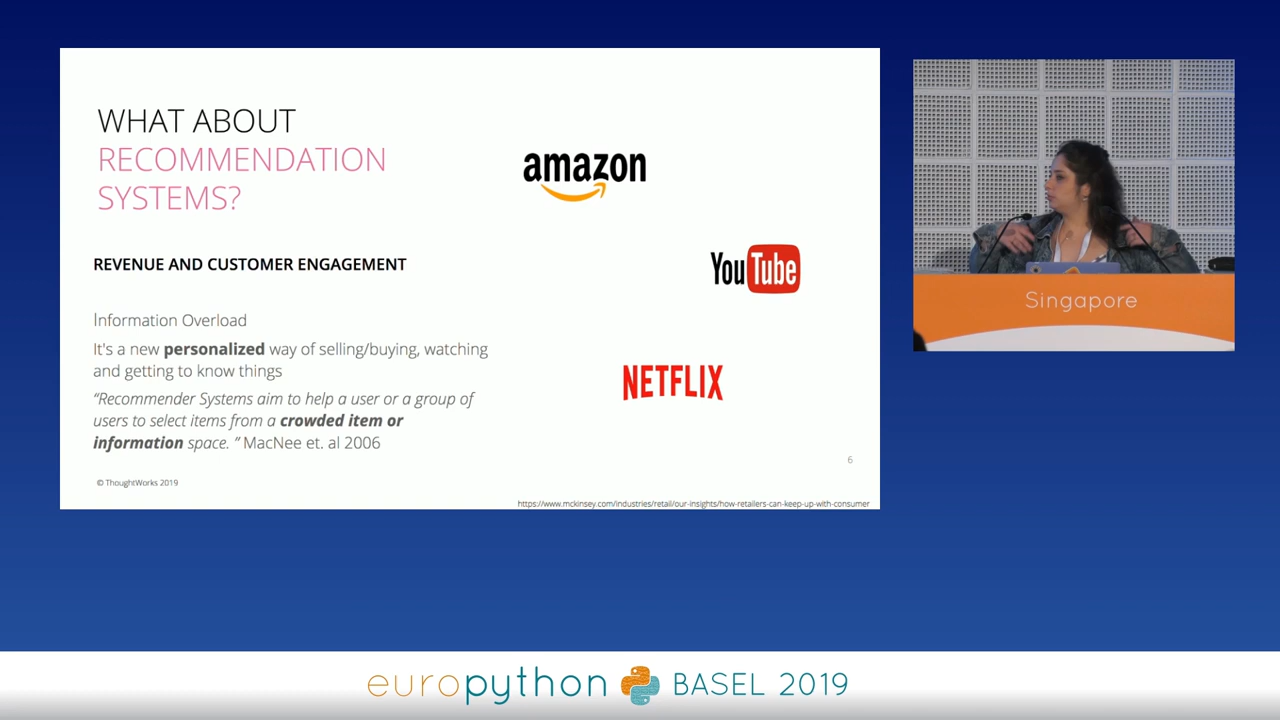 WHAT ABOUT
RECOMMENDATION
SYSTEMS?
REVENUE AND CUSTOMER ENGAGEMENT
Information Overload
It's a new personalized way of selling/buying, watching
and getting to know things
“Recommender Systems aim to help a user or a group of
users to select items from a crowded item or
information space. ” MacNee et. al 2006
© ThoughtWorks 2019
amazon
YouTube
NETFLIX
6
https://www.mckinsey.com/industries/retail/our-insights/how-retailers-can-keep-up-with-consumer
Singapore
europython BASEL 2019